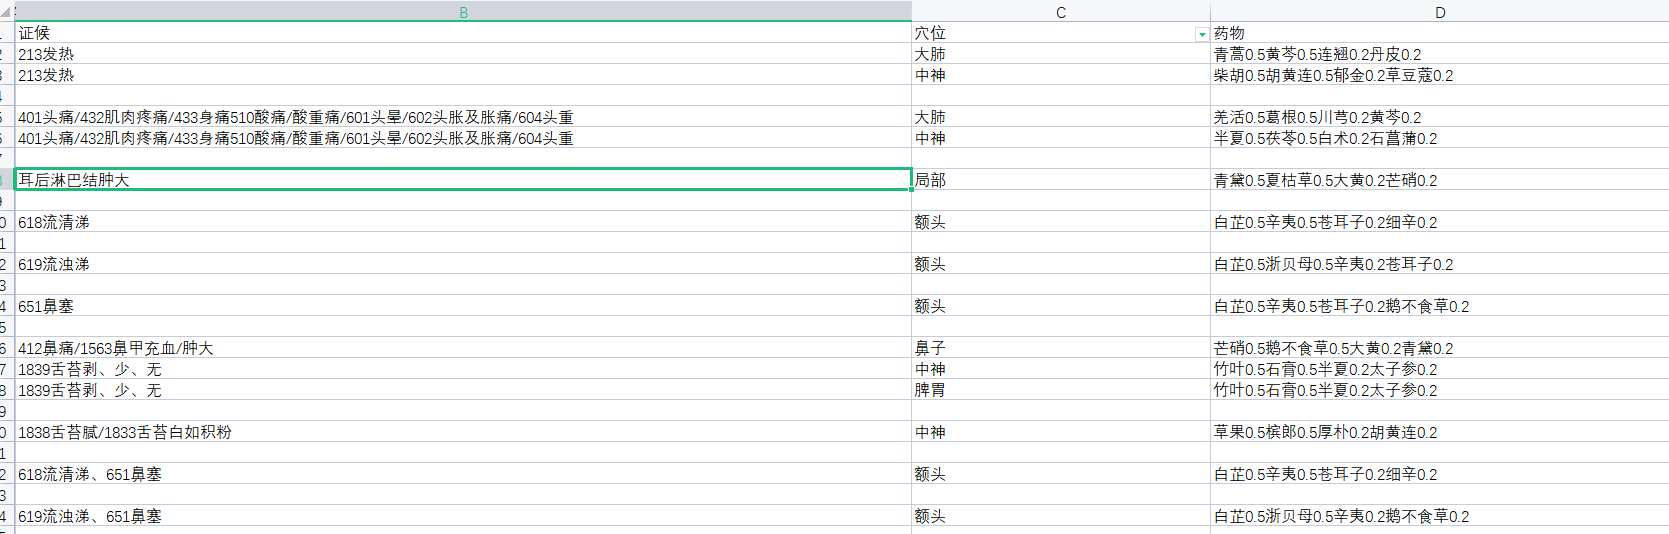 B C D
证候 穴位 药物
213发热 大肺 青蒿0.5黄芩0.5连翘0.2丹皮0.2
213发热 中神 柴胡0.5胡黄连0.5郁金0.2草豆蔻0.2
401头痛/432肌肉疼痛/433身痛510酸痛/酸重痛/601头晕/602头胀及胀痛/604头重 大肺 羌活0.5葛根0.5川芎0.2黄芩0.2
401头痛/432肌肉疼痛/433身痛510酸痛/酸重痛/601头晕/602头胀及胀痛/604头重 中神 半夏0.5茯苓0.5白术0.2石菖蒲0.2
耳后淋巴结肿大 局部 青黛0.5夏枯草0.5大黄0.2芒硝0.2
618流清涕 额头 白芷0.5辛夷0.5苍耳子0.2细辛0.2
619流浊涕 额头 白芷0.5浙贝母0.5辛夷0.2苍耳子0.2
651鼻塞 额头 白芷0.5辛夷0.5苍耳子0.2鹅不食草0.2
412鼻痛/1563鼻甲充血/肿大 鼻子 芒硝0.5鹅不食草0.5大黄0.2青黛0.2
1839舌苔剥、少、无 中神 竹叶0.5石膏0.5半夏0.2太子参0.2
1839舌苔剥、少、无 脾胃 竹叶0.5石膏0.5半夏0.2太子参0.2
1838舌苔腻/1833舌苔白如积粉 中神 草果0.5槟郎0.5厚朴0.2胡黄连0.2
618流清涕、651鼻塞 额头 白芷0.5辛夷0.5苍耳子0.2细辛0.2
619流浊涕、651鼻塞 额头 白芷0.5浙贝母0.5辛夷0.2鹅不食草0.2